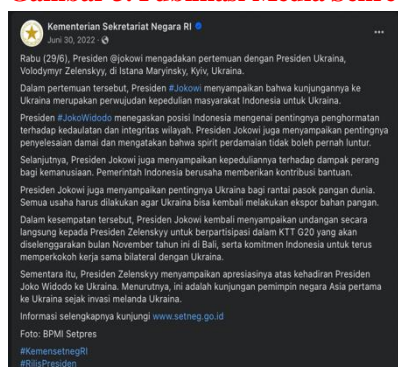 Kementerian Sekretariat Negara RI
Jun 30, 2022
Rabu (29/6), Presiden @jokowi mengadakan pertemuan dengan Presiden Ukraina,
Volodymyr Zelenskyy, di Istana Maryinsky, Kyiv, Ukraina.
Dalam pertemuan tersebut, Presiden #Jokowi menyampaikan bahwa kunjungannya ke
Ukraina merupakan perwujudan kepedulian masyarakat Indonesia untuk Ukraina.
Presiden #JokoWidodo menegaskan posisi Indonesia mengenai pentingnya penghormatan
terhadap kedaulatan dan integritas wilayah. Presiden Jokowi juga menyampaikan pentingnya
penyelesaian damai dan mengatakan bahwa spirit perdamaian tidak boleh pernah luntur.
Selanjutnya, Presiden Jokowi juga menyampaikan kepeduliannya terhadap dampak perang
bagi kemanusiaan. Pemerintah Indonesia berusaha memberikan kontribusi bantuan.
Presiden Jokowi juga menyampaikan pentingnya Ukraina bagi rantai pasok pangan dunia.
Semua usaha harus dilakukan agar Ukraina bisa kembali melakukan ekspor bahan pangan.
Dalam kesempatan tersebut, Presiden Jokowi kembali menyampaikan undangan secara
langsung kepada Presiden Zelenskyy untuk berpartisipasi dalam KTT G20 yang akan
diselenggarakan bulan November tahun ini di Bali, serta komitmen Indonesia untuk terus
memperkokoh kerja sama bilateral dengan Ukraina.
Sementara itu, Presiden Zelenskyy menyampaikan apresiasinya atas kehadiran Presiden
Joko Widodo ke Ukraina. Menurutnya, ini adalah kunjungan pemimpin negara Asia pertama
ke Ukraina sejak invasi melanda Ukraina.
Informasi selengkapnya kunjungi www.setneg.go.id
Foto: BPMI Setpres
#KemensetnegRI
#RilisPresiden